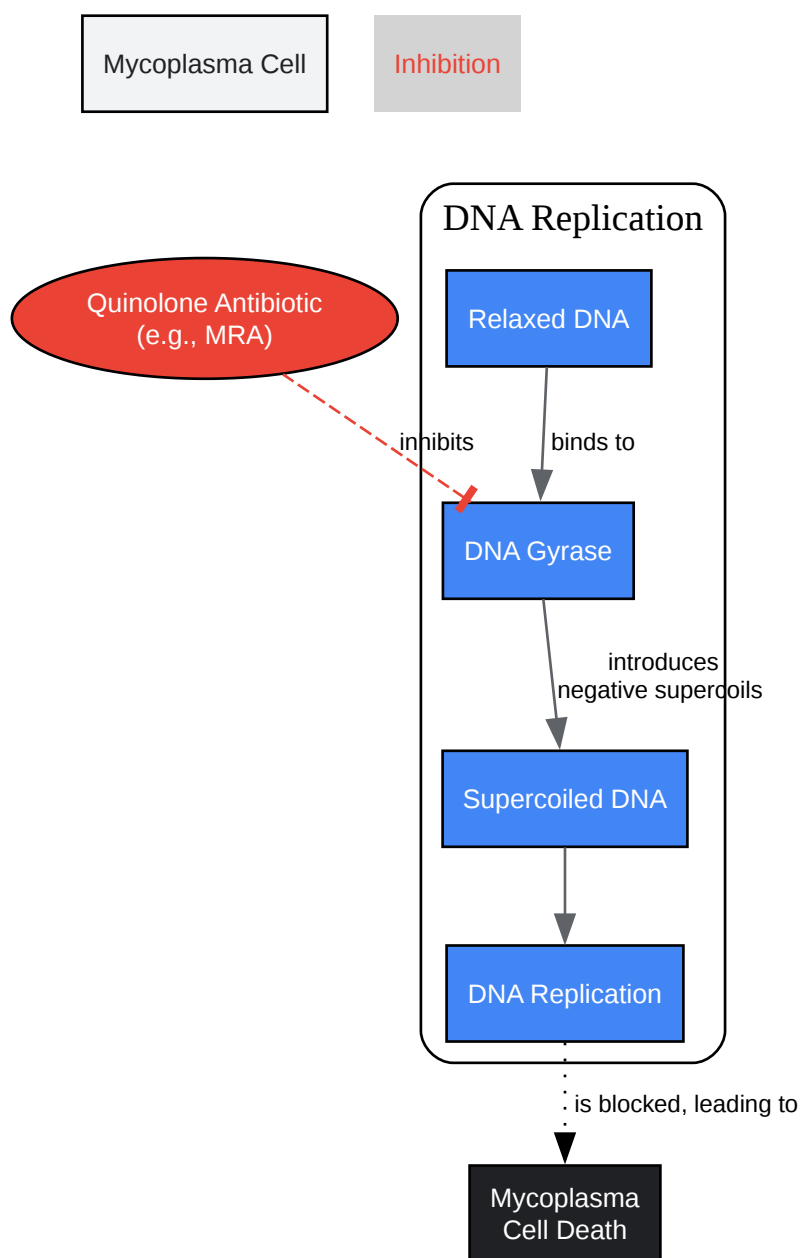 Mycoplasma Cell
Inhibition
DNA Replication
Quinolone Antibiotic
(e.g., MRA)
Relaxed DNA
inhibits
binds to
DNA Gyrase
introduces
negative supercoils
Supercoiled DNA
DNA Replication
is blocked, leading to
Mycoplasma
Cell Death